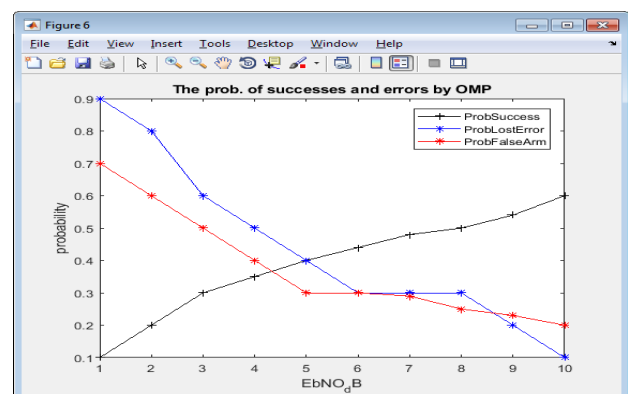 Figure 6
File Edit View Insert Tools Desktop Window Help
The prob. of successes and errors by OMP
ProbSuccess
ProbLostError
ProbFalseArm
probability
0.9
0.8
0.7
0.6
0.5
0.4
0.3
0.2
0.1
1 2 3 4 5 6 7 8 9 10
EbNO_dB